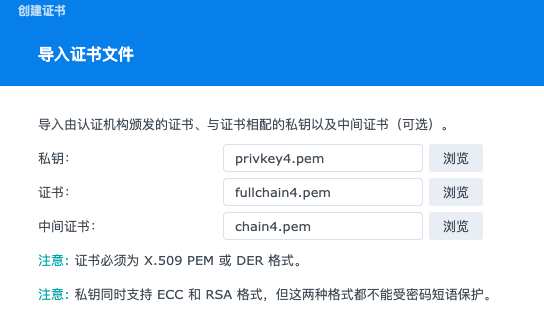 创建证书
导入证书文件
导入由认证机构颁发的证书、与证书相配的私钥以及中间证书（可选）。
私钥： privkey4.pem 浏览
证书： fullchain4.pem 浏览
中间证书： chain4.pem 浏览
注意: 证书必须为 X.509 PEM 或 DER 格式。
注意: 私钥同时支持 ECC 和 RSA 格式，但这两种格式都不能受密码短语保护。